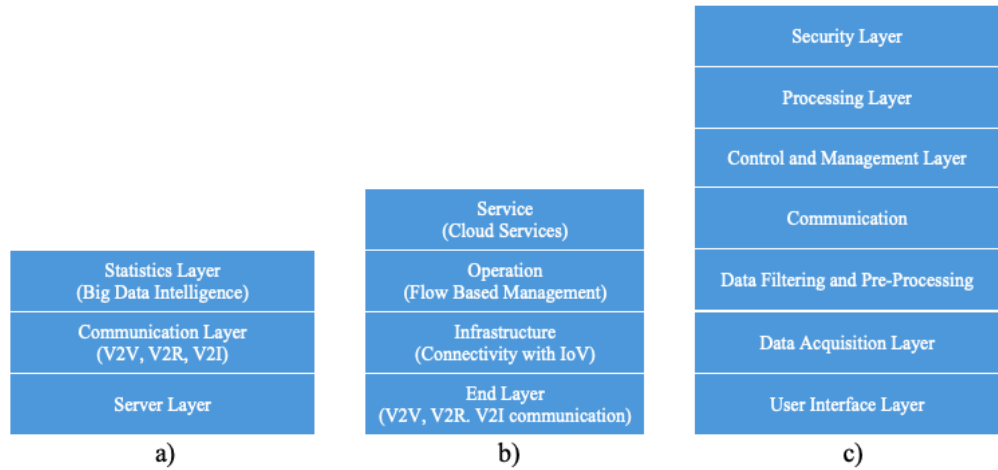 Statistics Layer
(Big Data Intelligence)
Communication Layer
(V2V, V2R, V2I)
Server Layer
a)
Service
(Cloud Services)
Operation
(Flow Based Management)
Infrastructure
(Connectivity with IoV)
End Layer
(V2V, V2R. V2I communication)
b)
Security Layer
Processing Layer
Control and Management Layer
Communication
Data Filtering and Pre-Processing
Data Acquisition Layer
User Interface Layer
c)